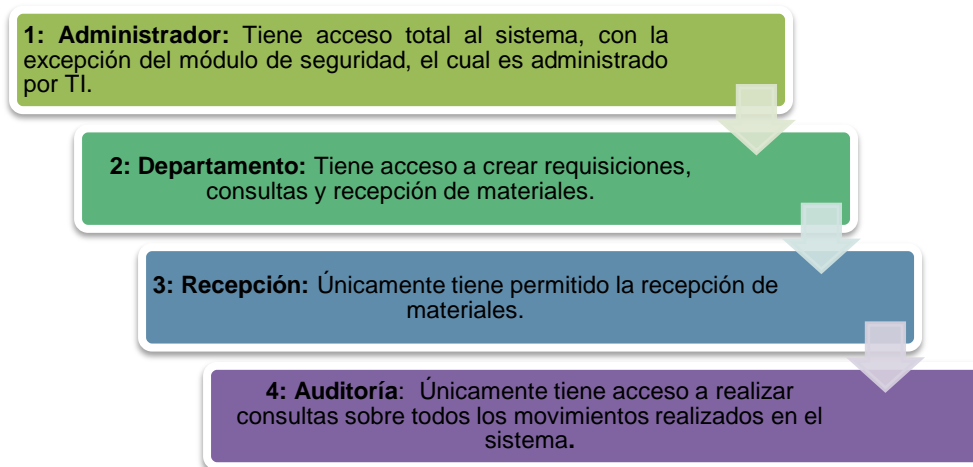 1: Administrador: Tiene acceso total al sistema, con la
excepción del módulo de seguridad, el cual es administrado
por TI.
2: Departamento: Tiene acceso a crear requisiciones,
consultas y recepción de materiales.
3: Recepción: Únicamente tiene permitido la recepción de
materiales.
4: Auditoría: Únicamente tiene acceso a realizar
consultas sobre todos los movimientos realizados en el
sistema.